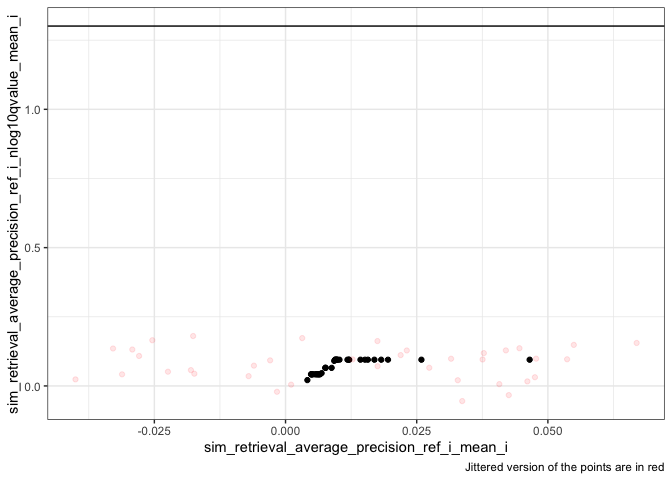 sim_retrieval_average_precision_ref_i_nlog10qvalue_mean_i
1.0
0.5
0.0
-0.025
0.000
0.025
0.050
sim_retrieval_average_precision_ref_i_mean_i
Jittered version of the points are in red